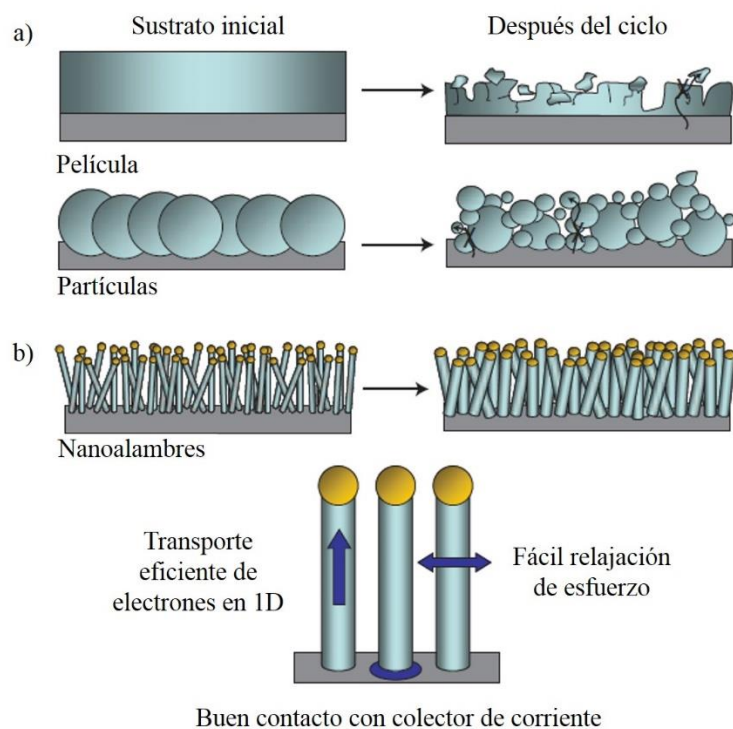 a)
Sustrato inicial
Después del ciclo
Película
Partículas
b)
Nanoalambres
Transporte
eficiente de
electrones en 1D
Fácil relajación
de esfuerzo
Buen contacto con colector de corriente